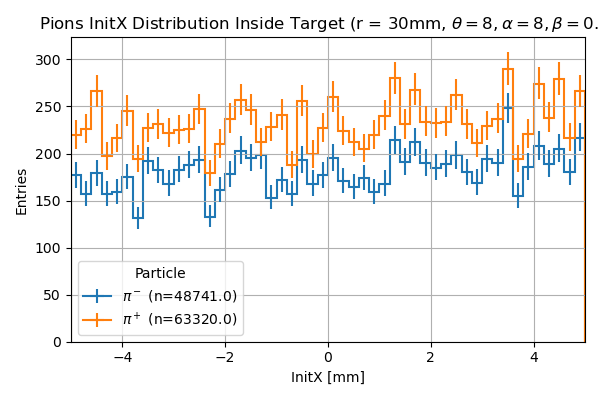 Pions InitX Distribution Inside Target (r = 30mm, θ = 8, α = 8, β = 0.
300
250
200
150
100
50
0
Entries
Particle
π⁻ (n=48741.0)
π⁺ (n=63320.0)
−4 −2 0 2 4
InitX [mm]